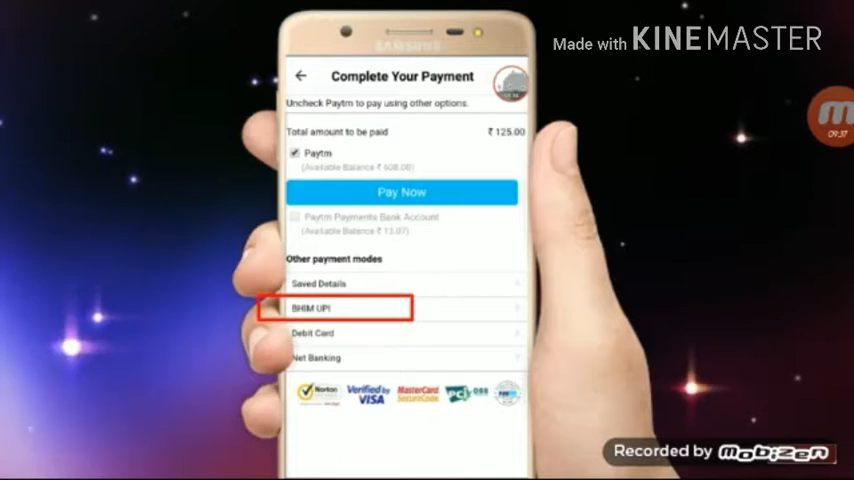 Made with KINEMASTER
SAMSUNG
Complete Your Payment
Uncheck Paytm to pay using other options.
Total amount to be paid ₹ 125.00
Paytm
(Available Balance ₹ 608.00)
Pay Now
Paytm Payments Bank Account
(Available Balance ₹ 13.07)
Other payment modes
Saved Details
BHIM UPI
Debit Card
Net Banking
Norton
Verified by
VISA
MasterCard
SecureCode
PCI DSS
09:37
Recorded by mobizen